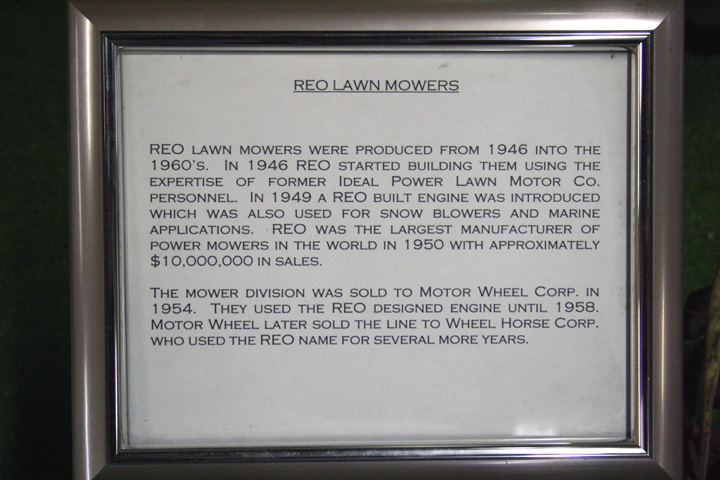 REO LAWN MOWERS
REO LAWN MOWERS WERE PRODUCED FROM 1946 INTO THE
1960'S. IN 1946 REO STARTED BUILDING THEM USING THE
EXPERTISE OF FORMER IDEAL POWER LAWN MOTOR CO.
PERSONNEL. IN 1949 A REO BUILT ENGINE WAS INTRODUCED
WHICH WAS ALSO USED FOR SNOW BLOWERS AND MARINE
APPLICATIONS. REO WAS THE LARGEST MANUFACTURER OF
POWER MOWERS IN THE WORLD IN 1950 WITH APPROXIMATELY
$10,000,000 IN SALES.
THE MOWER DIVISION WAS SOLD TO MOTOR WHEEL CORP. IN
1954. THEY USED THE REO DESIGNED ENGINE UNTIL 1958.
MOTOR WHEEL LATER SOLD THE LINE TO WHEEL HORSE CORP.
WHO USED THE REO NAME FOR SEVERAL MORE YEARS.